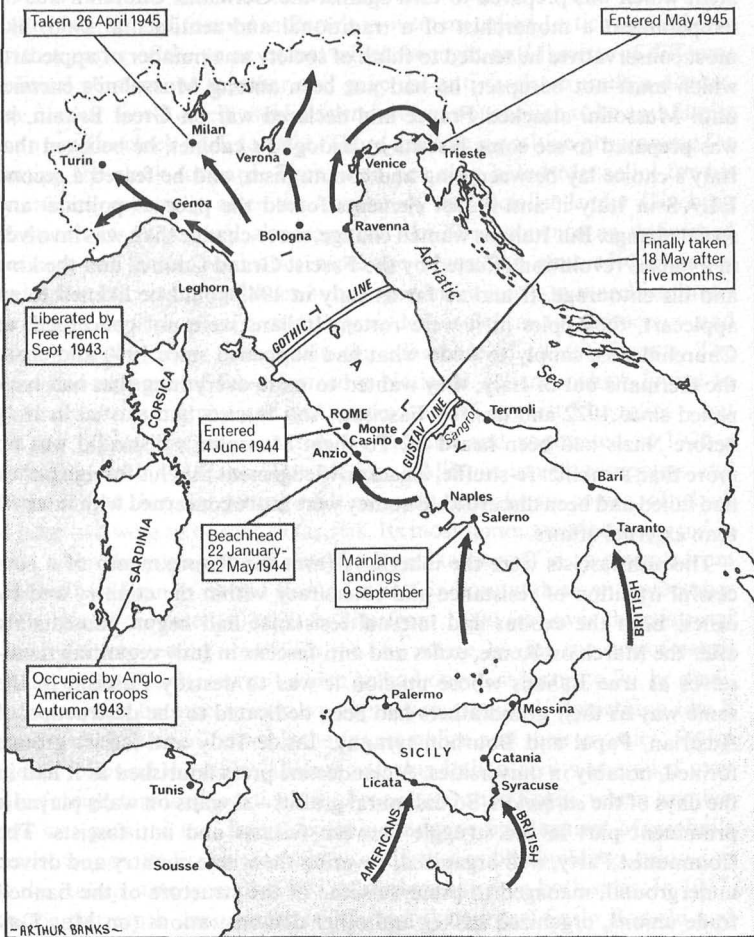 Taken 26 April 1945
Entered May 1945
Milan
Turin
Verona
Venice
Trieste
Genoa
Bologna
Ravenna
Leghorn
Adriatic
Sea
GOTHIC LINE
Finally taken
18 May after
five months.
Liberated by
Free French
Sept. 1943.
CORSICA
Entered
4 June 1944
ROME
Monte
Casino
Anzio
GUSTAV LINE
Sangro
Termoli
Bari
Naples
Salerno
Taranto
Beachhead
22 January-
22 May 1944
Mainland
landings
9 September
SARDINIA
BRITISH
Occupied by Anglo-
American troops
Autumn 1943.
Palermo
Messina
SICILY
Catania
Licata
Syracuse
Tunis
Sousse
AMERICANS
BRITISH
~ARTHUR BANKS~